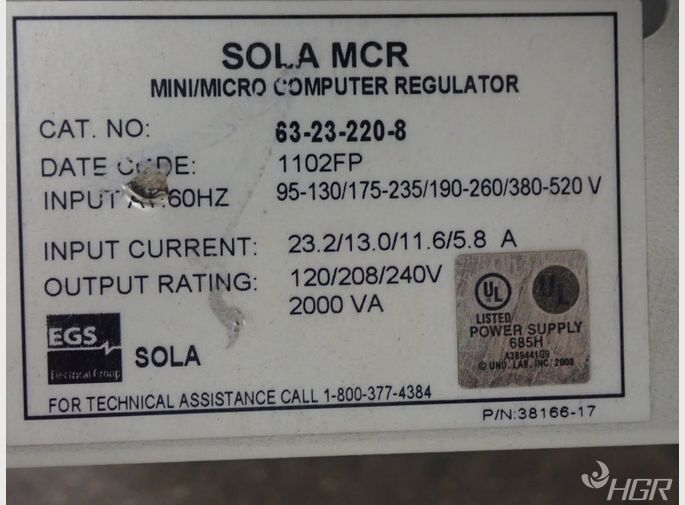 SOLA MCR
MINI/MICRO COMPUTER REGULATOR
CAT. NO: 63-23-220-8
DATE CODE: 1102FP
INPUT AT 60HZ 95-130/175-235/190-260/380-520 V
INPUT CURRENT: 23.2/13.0/11.6/5.8 A
OUTPUT RATING: 120/208/240V
2000 VA
UL UL
LISTED
POWER SUPPLY
685H
© UND. LAB. INC. 2008
EGS
Electrical Group
SOLA
FOR TECHNICAL ASSISTANCE CALL 1-800-377-4384
P/N:38166-17
HGR